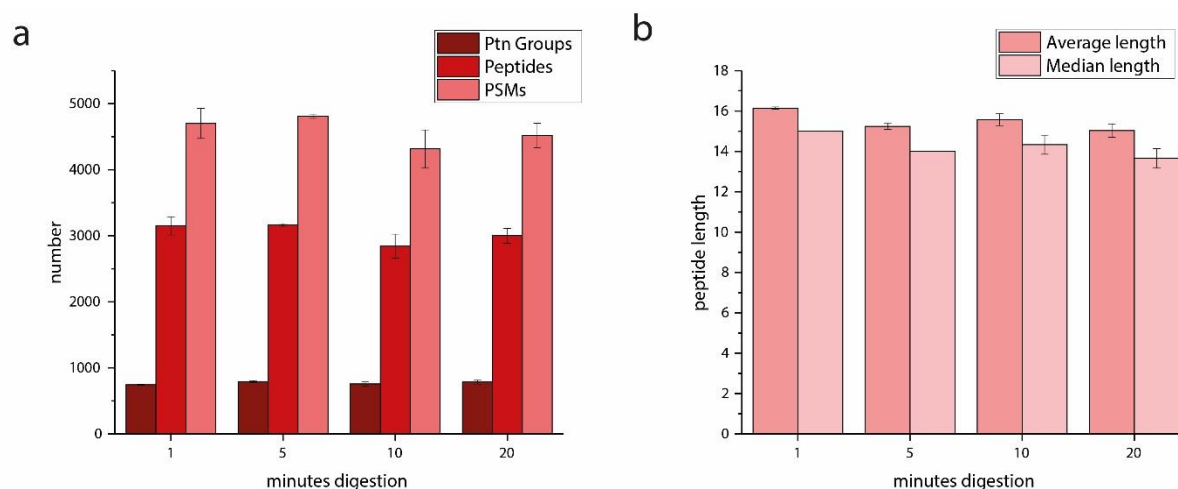 a
Ptn Groups
Peptides
PSMs
number
5000
4000
3000
2000
1000
0
1 5 10 20
minutes digestion
b
Average length
Median length
peptide length
18
16
14
12
10
8
6
4
2
0
1 5 10 20
minutes digestion